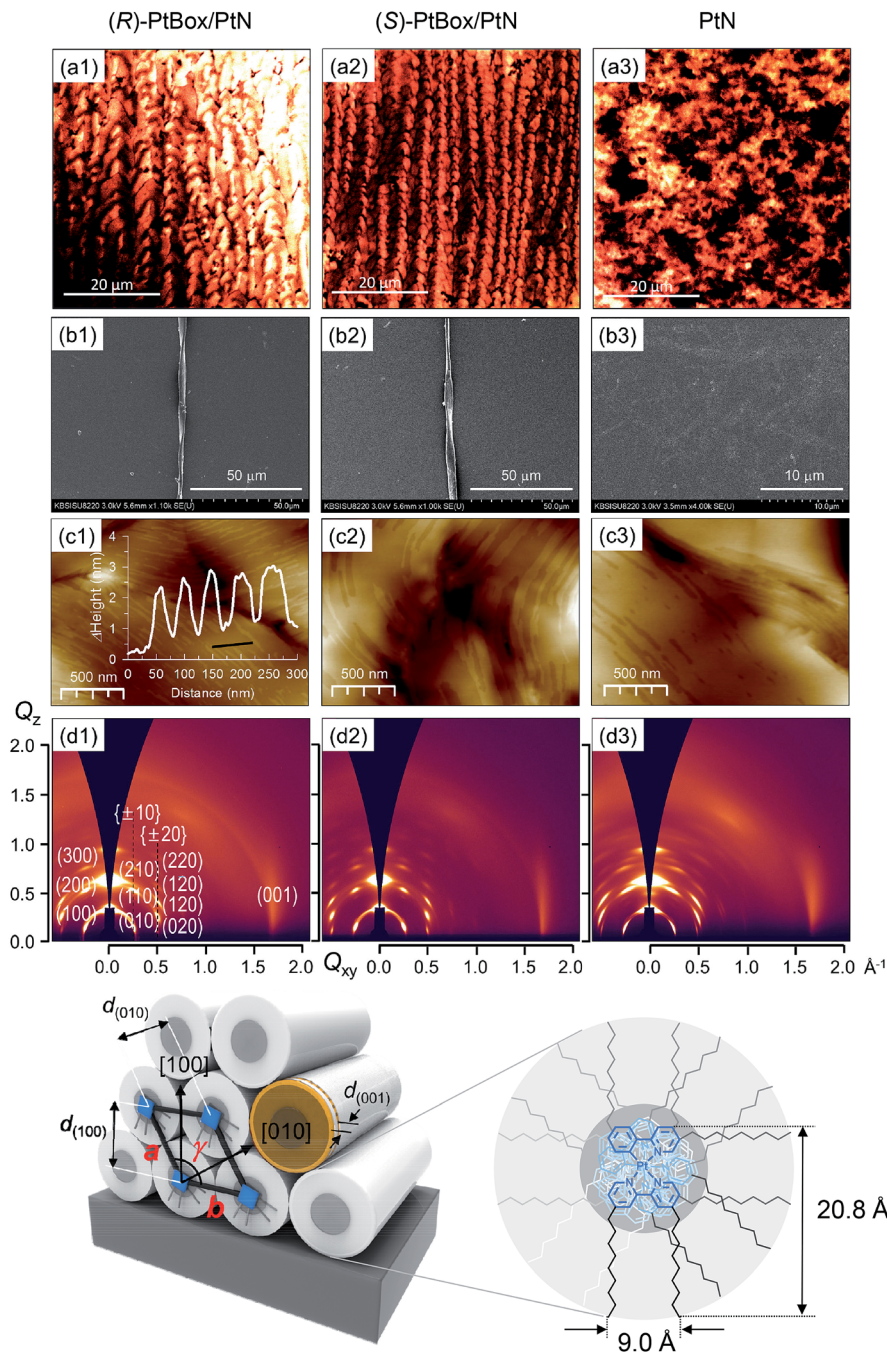 (R)-PtBox/PtN (S)-PtBox/PtN PtN
(a1) (a2) (a3)
20 μm 20 μm 20 μm
(b1) (b2) (b3)
50 μm 50 μm 10 μm
KBSISU8220 3.0kV 5.6mm x1.10k SE(U) 50.0μm
KBSISU8220 3.0kV 5.6mm x1.00k SE(U) 50.0μm
KBSISU8220 3.0kV 3.5mm x4.00k SE(U) 10.0μm
(c1) (c2) (c3)
4
3
2
1
0
ΔHeight (nm)
0 50 100 150 200 250 300
Distance (nm)
500 nm 500 nm 500 nm
Qz
(d1) (d2) (d3)
2.0
1.5
1.0
0.5
0.0
{±10}
{±20}
(300) (210) (220)
(200) (110) (120)
(100) (010) (120)
(020)
(001)
0.0 0.5 1.0 1.5 2.0
Qxy
0.0 0.5 1.0 1.5 2.0
0.0 0.5 1.0 1.5 2.0 Å-1
d(010)
[100]
d(001)
d(100)
a γ [010]
b
N
Pt
N N
20.8 Å
9.0 Å